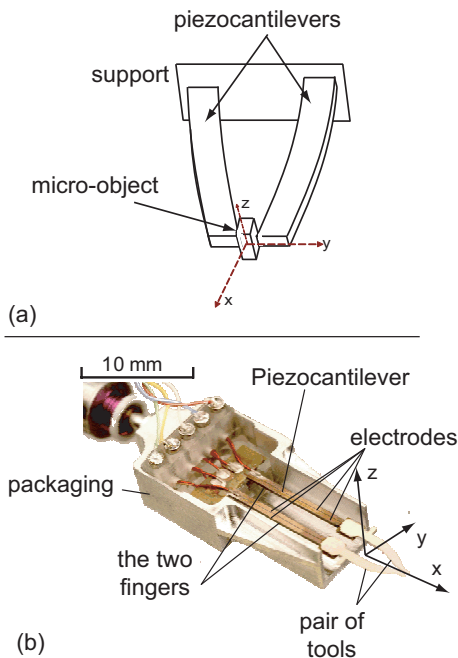 piezocantilevers
support
micro-object
z
y
x
(a)
10 mm
Piezocantilever
electrodes
packaging
z
y
x
the two
fingers
pair of
tools
(b)